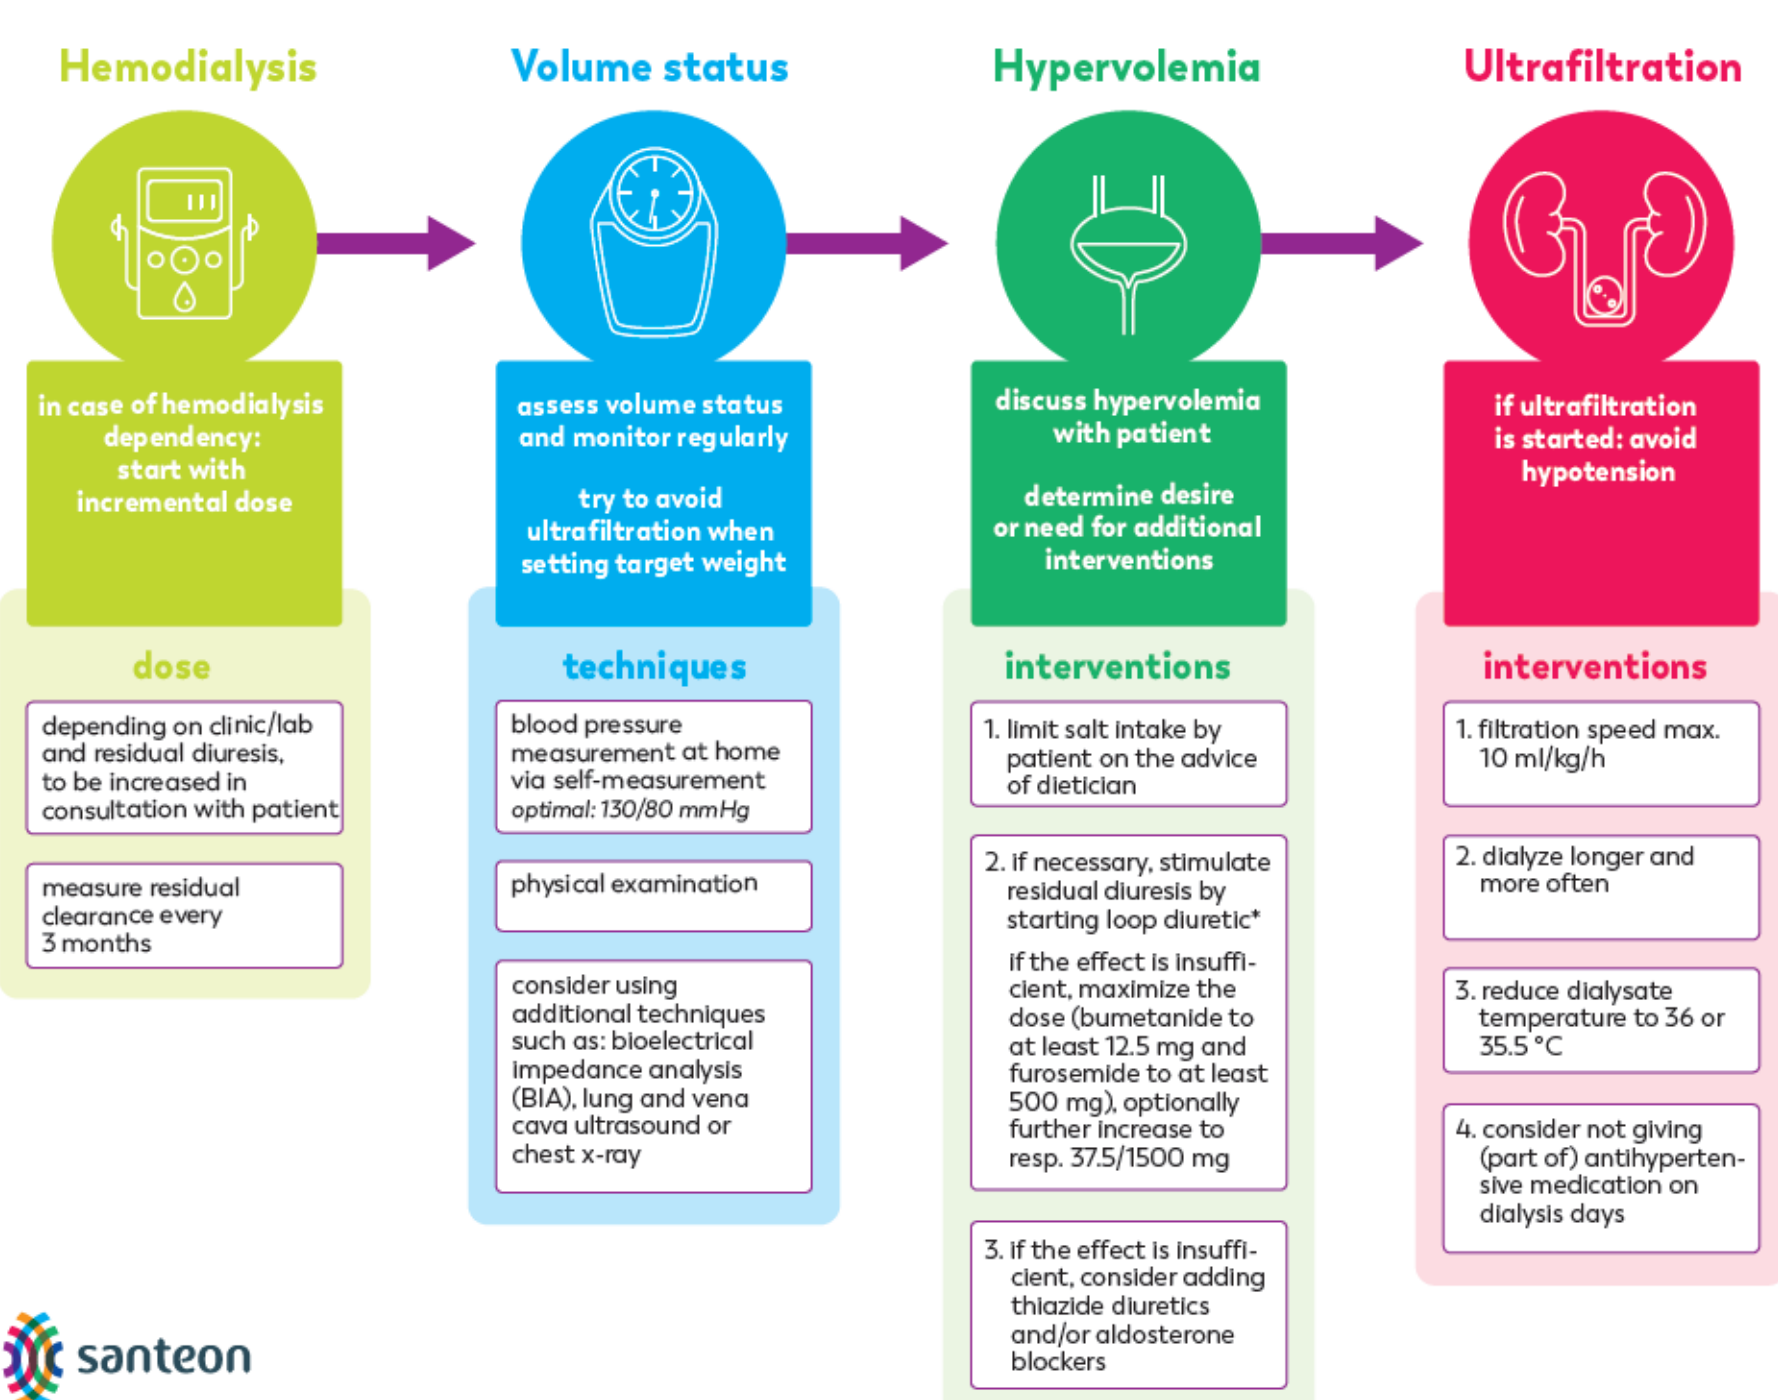 Hemodialysis
in case of hemodialysis
dependency:
start with
incremental dose
dose
depending on clinic/lab
and residual diuresis,
to be increased in
consultation with patient
measure residual
clearance every
3 months
Volume status
assess volume status
and monitor regularly
try to avoid
ultrafiltration when
setting target weight
techniques
blood pressure
measurement at home
via self-measurement
optimal: 130/80 mmHg
physical examination
consider using
additional techniques
such as: bioelectrical
impedance analysis
(BIA), lung and vena
cava ultrasound or
chest x-ray
Hypervolemia
discuss hypervolemia
with patient
determine desire
or need for additional
interventions
interventions
1. limit salt intake by
patient on the advice
of dietician
2. if necessary, stimulate
residual diuresis by
starting loop diuretic*
if the effect is insuffi-
cient, maximize the
dose (bumetanide to
at least 12.5 mg and
furosemide to at least
500 mg), optionally
further increase to
resp. 37.5/1500 mg
3. if the effect is insuffi-
cient, consider adding
thiazide diuretics
and/or aldosterone
blockers
Ultrafiltration
if ultrafiltration
is started: avoid
hypotension
interventions
1. filtration speed max.
10 ml/kg/h
2. dialyze longer and
more often
3. reduce dialysate
temperature to 36 or
35.5 °C
4. consider not giving
(part of) antihyperten-
sive medication on
dialysis days
santeon